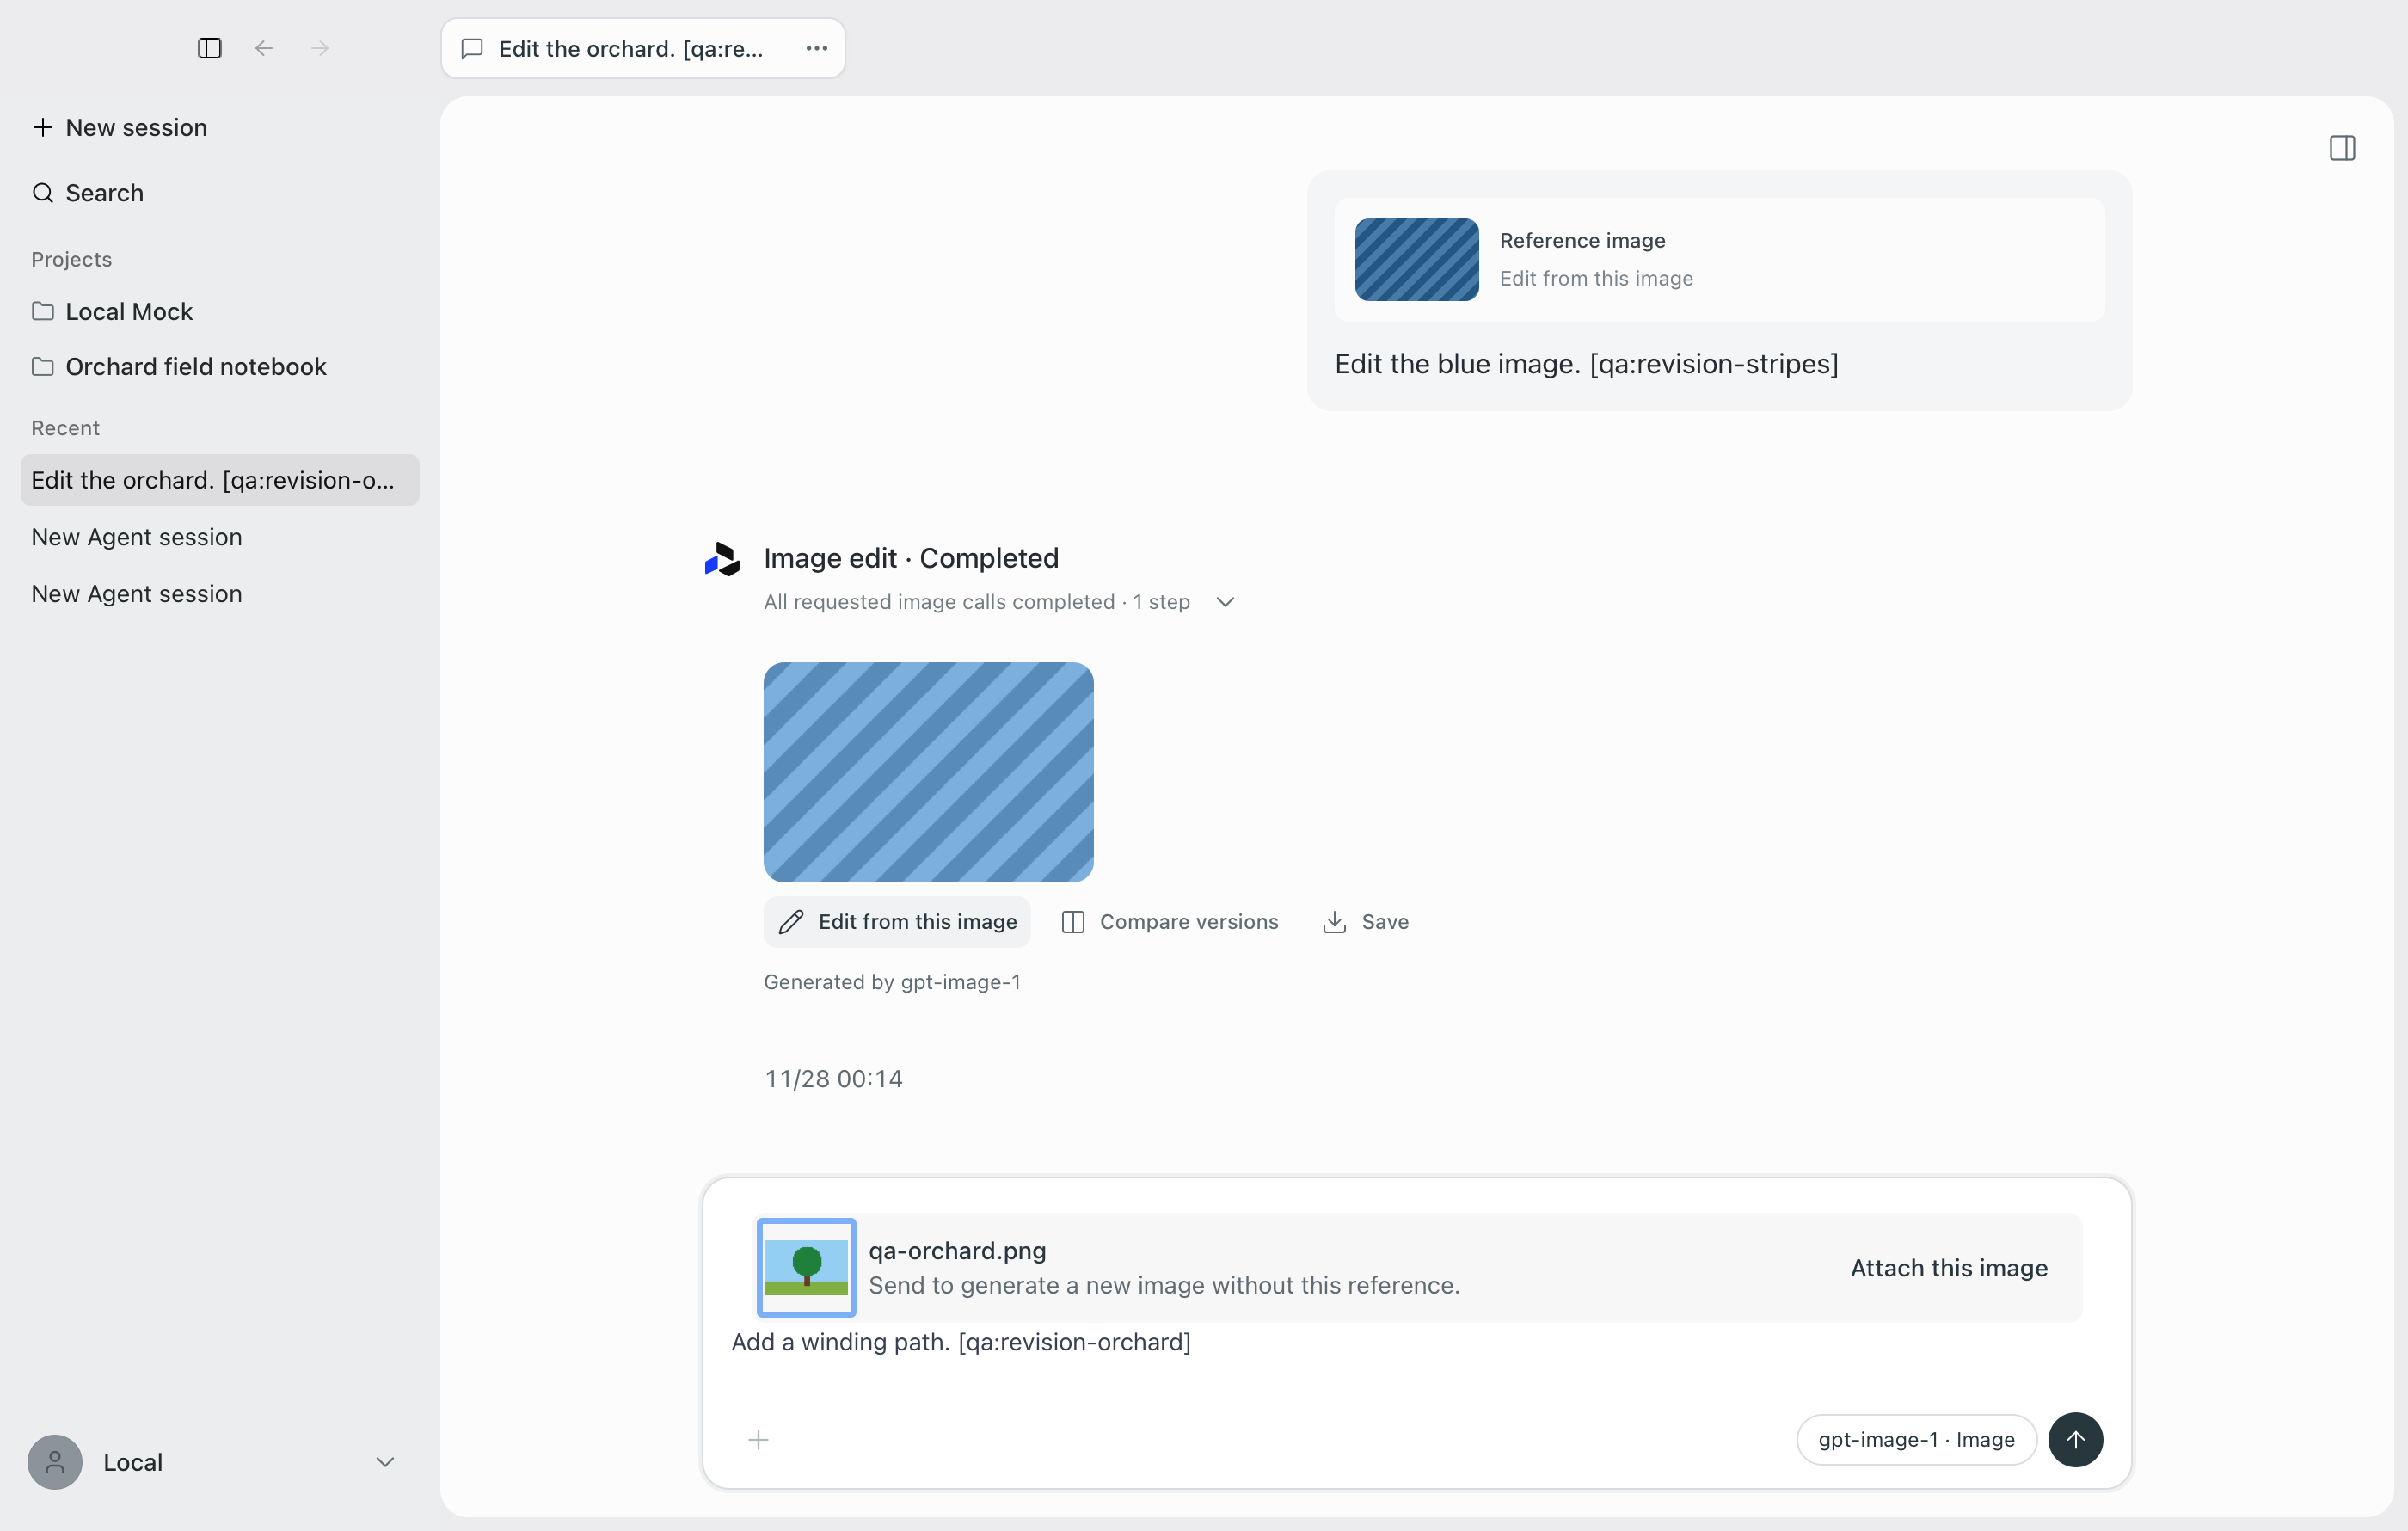 Edit the orchard. [qa:re...
New session
Search
Projects
Local Mock
Orchard field notebook
Recent
Edit the orchard. [qa:revision-o...
New Agent session
New Agent session
Local
Reference image
Edit from this image
Edit the blue image. [qa:revision-stripes]
Image edit · Completed
All requested image calls completed · 1 step
Edit from this image
Compare versions
Save
Generated by gpt-image-1
11/28 00:14
qa-orchard.png
Send to generate a new image without this reference.
Attach this image
Add a winding path. [qa:revision-orchard]
gpt-image-1 · Image